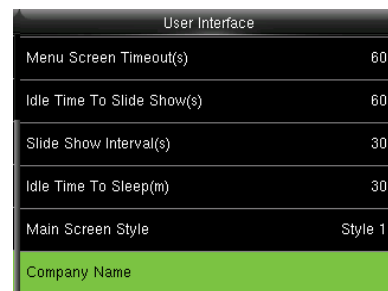 User Interface
Menu Screen Timeout(s) 60
Idle Time To Slide Show(s) 60
Slide Show Interval(s) 30
Idle Time To Sleep(m) 30
Main Screen Style Style 1
Company Name